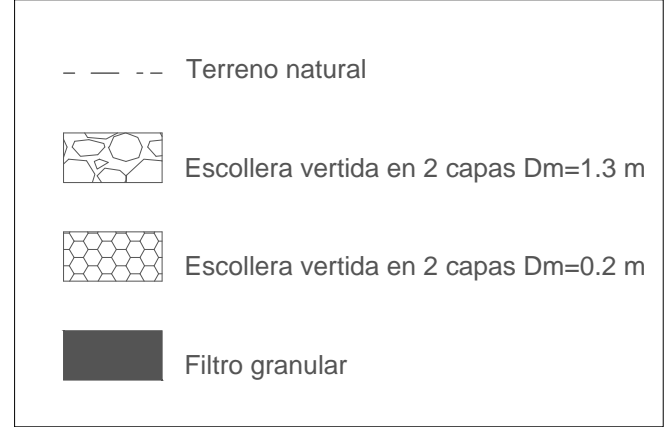 Terreno natural
Escollera vertida en 2 capas Dm=1.3 m
Escollera vertida en 2 capas Dm=0.2 m
Filtro granular